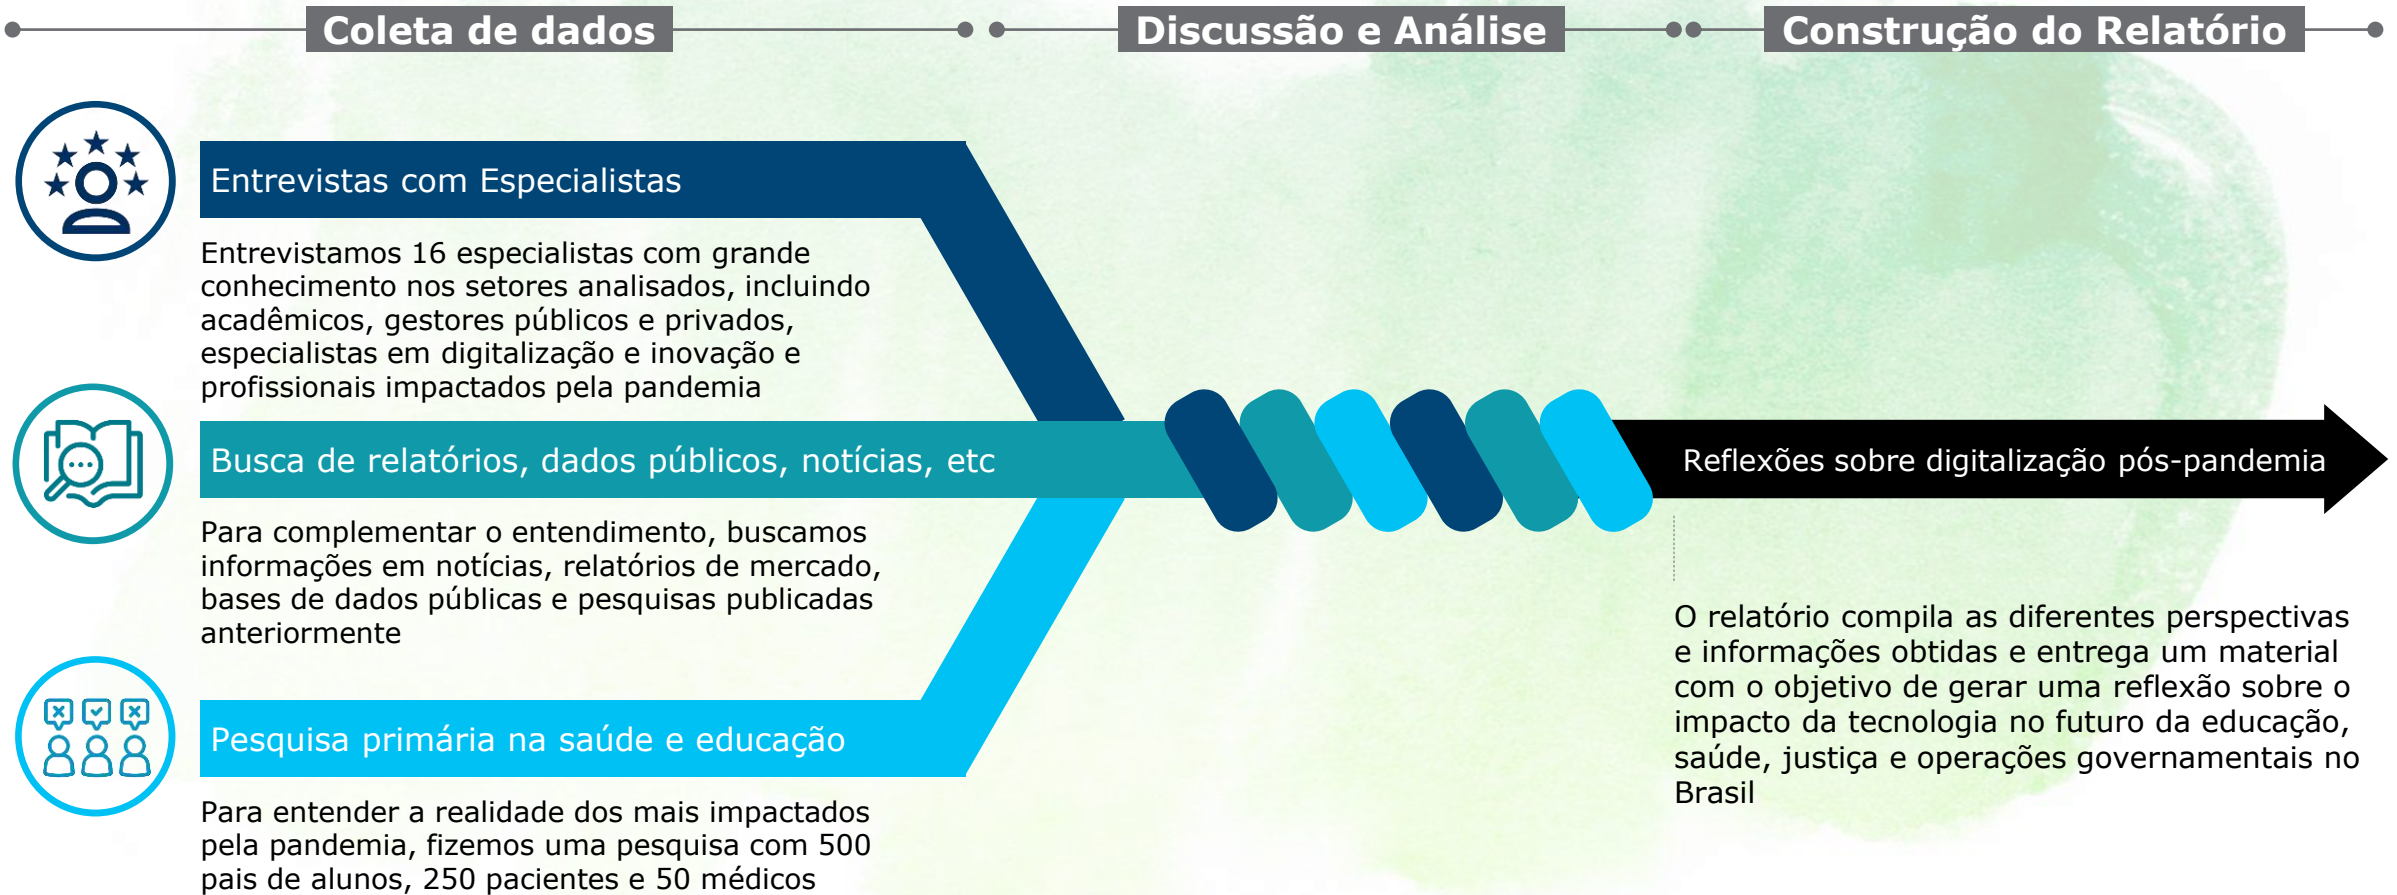 Coleta de dados
Discussão e Análise
Construção do Relatório
Entrevistas com Especialistas
Entrevistamos 16 especialistas com grande
conhecimento nos setores analisados, incluindo
acadêmicos, gestores públicos e privados,
especialistas em digitalização e inovação e
profissionais impactados pela pandemia
Busca de relatórios, dados públicos, notícias, etc
Para complementar o entendimento, buscamos
informações em notícias, relatórios de mercado,
bases de dados públicas e pesquisas publicadas
anteriormente
Pesquisa primária na saúde e educação
Para entender a realidade dos mais impactados
pela pandemia, fizemos uma pesquisa com 500
pais de alunos, 250 pacientes e 50 médicos
Reflexões sobre digitalização pós-pandemia
O relatório compila as diferentes perspectivas
e informações obtidas e entrega um material
com o objetivo de gerar uma reflexão sobre o
impacto da tecnologia no futuro da educação,
saúde, justiça e operações governamentais no
Brasil